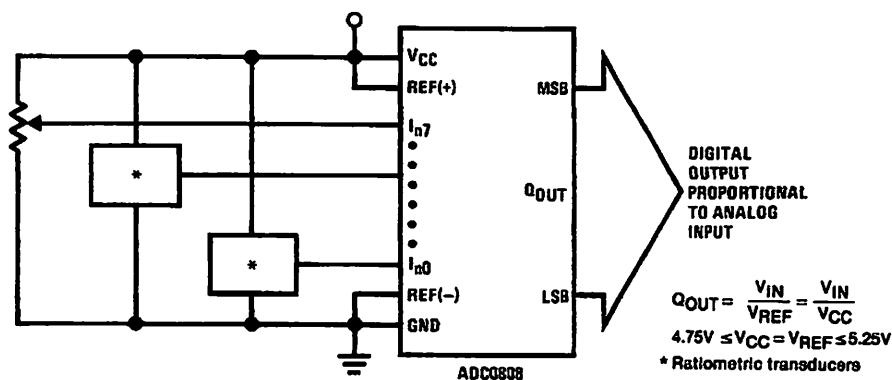 VCC
REF(+)
MSB
In7
*
DIGITAL
OUTPUT
PROPORTIONAL
TO ANALOG
INPUT
QOUT
*
In0
REF(−)
LSB
GND
QOUT = VIN/VREF = VIN/VCC
4.75V ≤ VCC = VREF ≤ 5.25V
* Ratiometric transducers
ADC0808